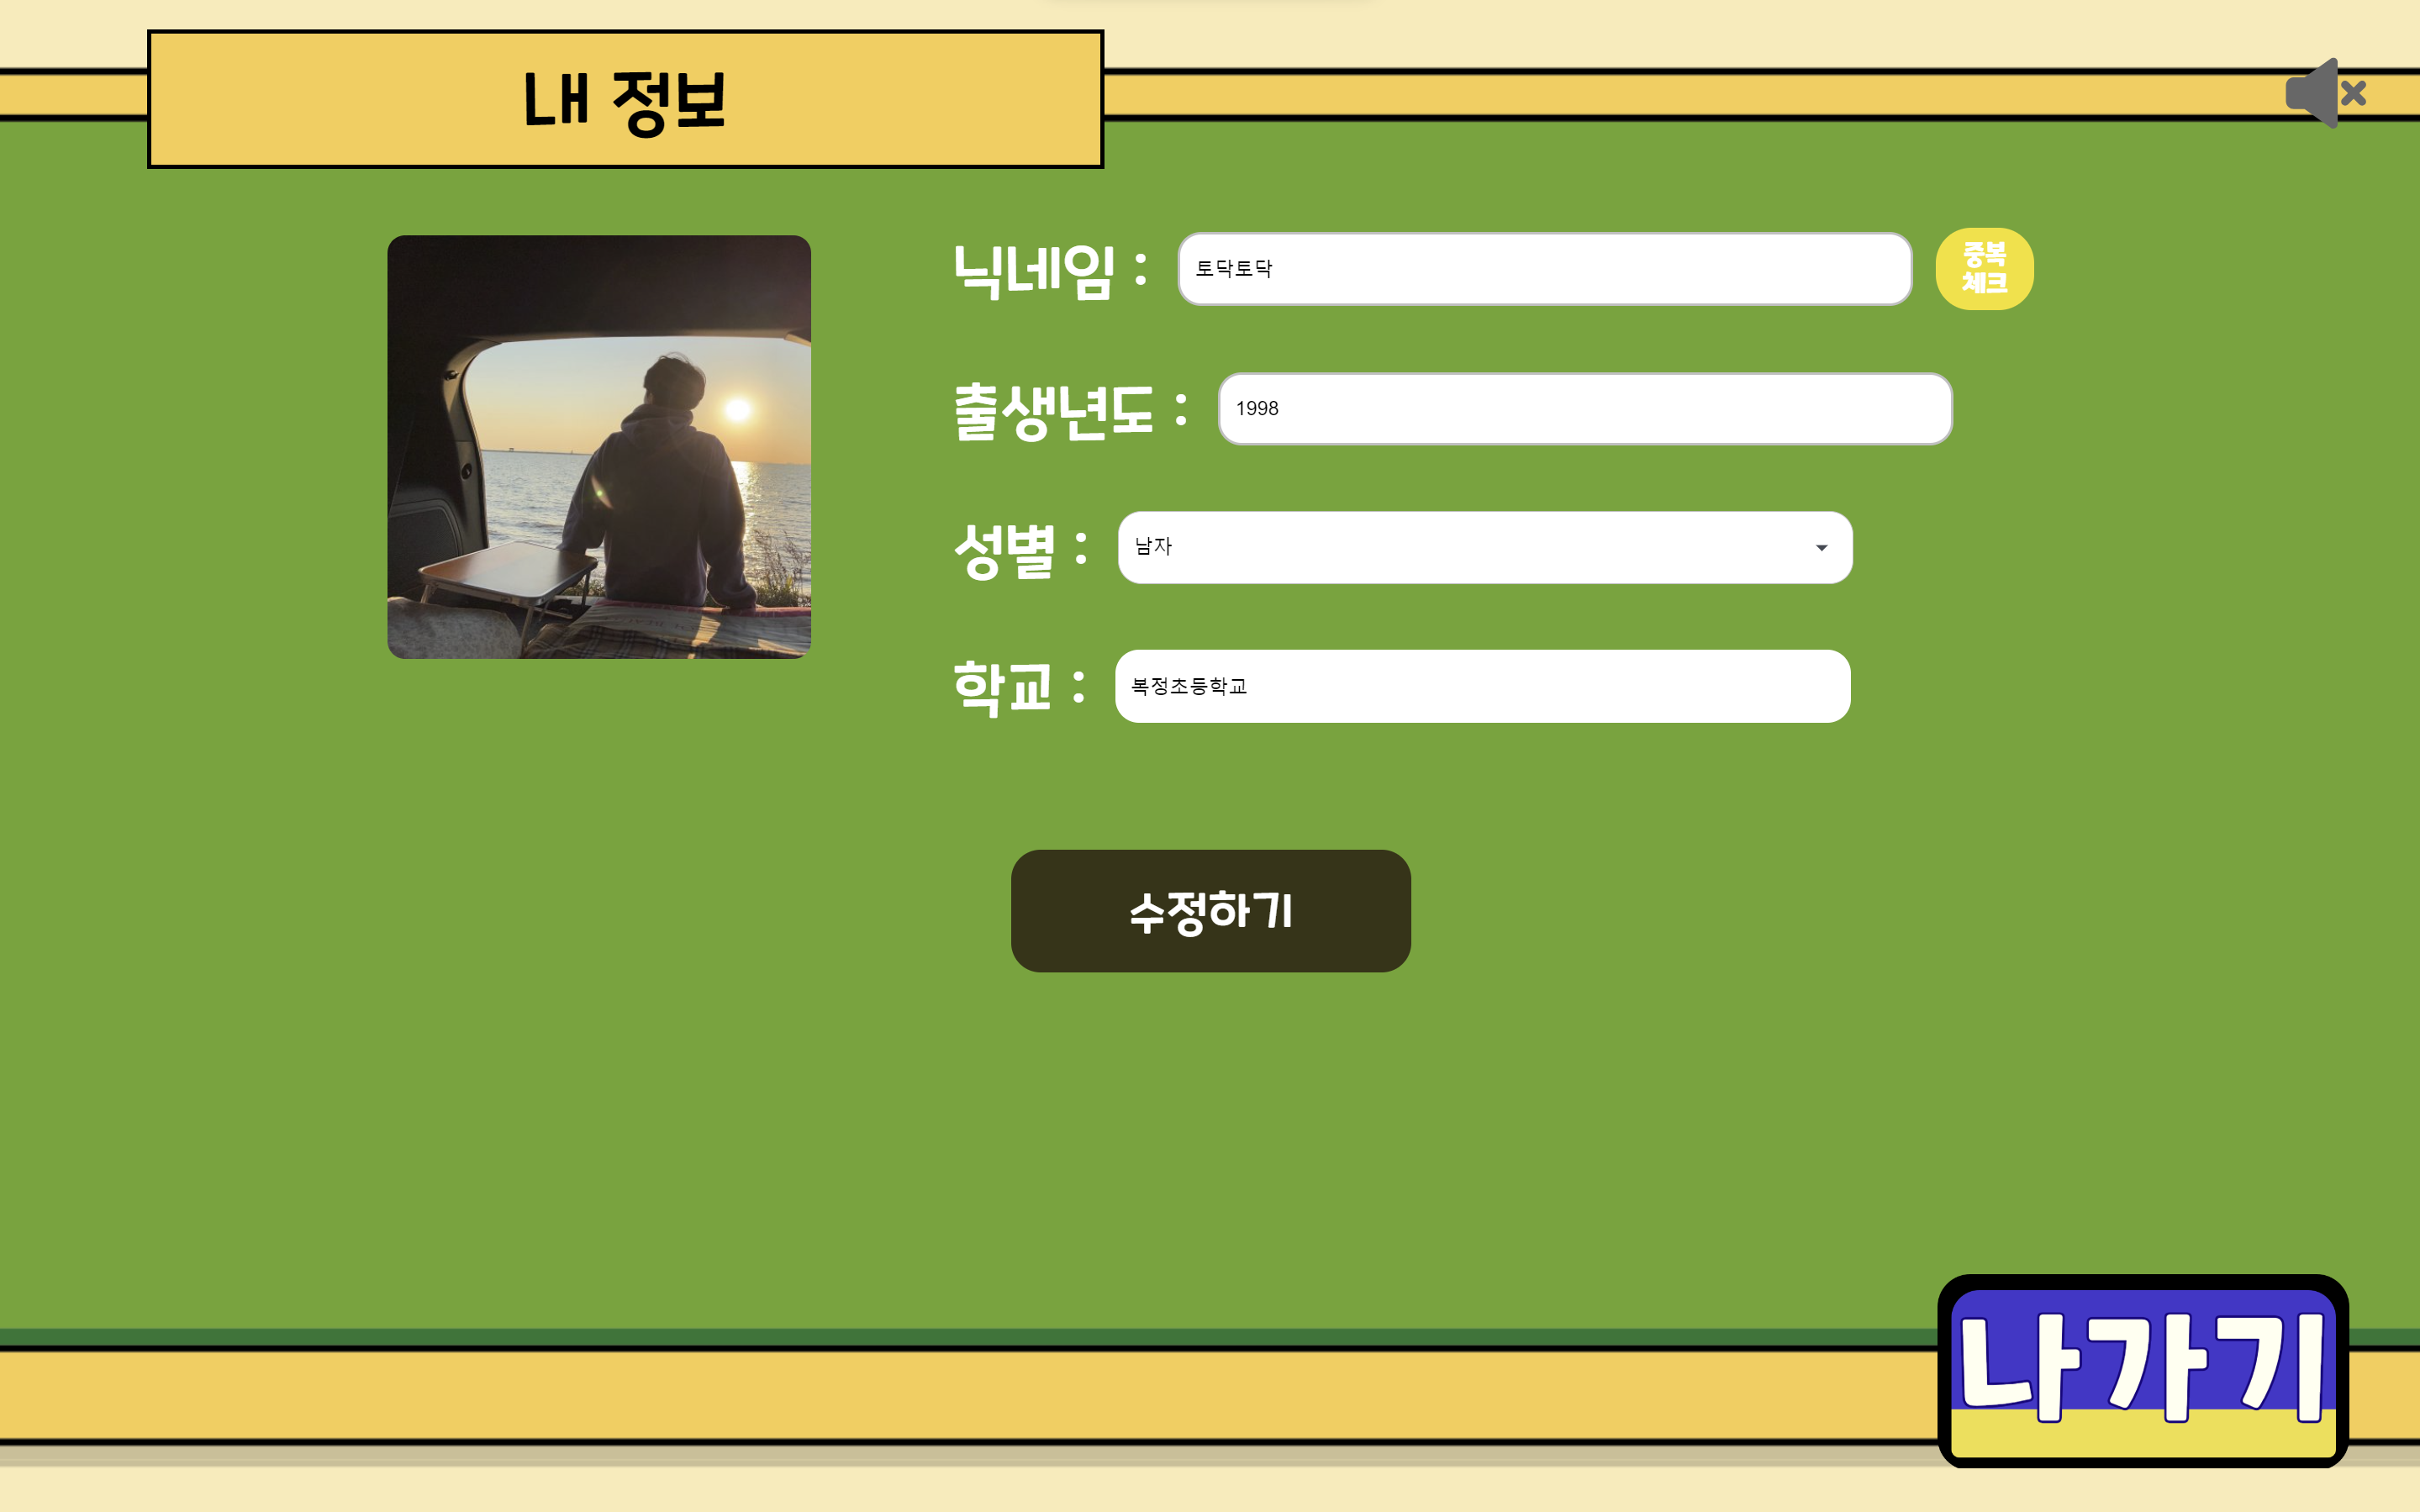 내 정보
닉네임 : 토닥토닥
중복
체크
출생년도 : 1998
성별 : 남자
학교 : 복정초등학교
수정하기
나가기